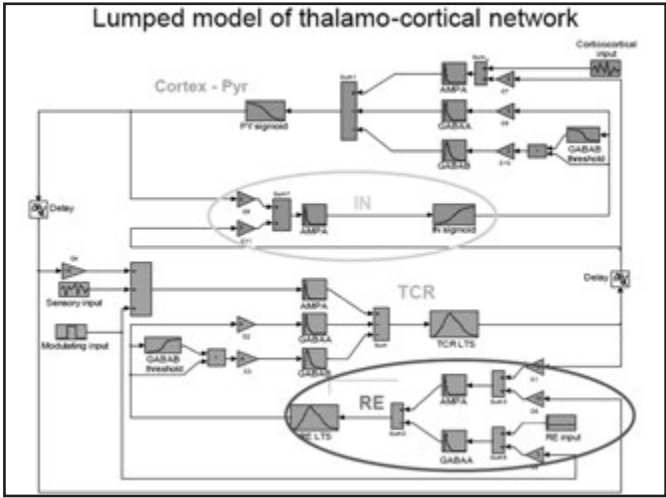 Lumped model of thalamo-cortical network
Corticocortical
input
Cortex - Pyr
AMPA
GABAA
GABAB
PY sigmoid
GABAB
threshold
IN
AMPA
IN sigmoid
Delay
Delay
Sensory input
Modulating input
GABAB
threshold
TCR
AMPA
GABAA
GABAB
TCR LTS
RE
RE LTS
AMPA
GABAA
RE input